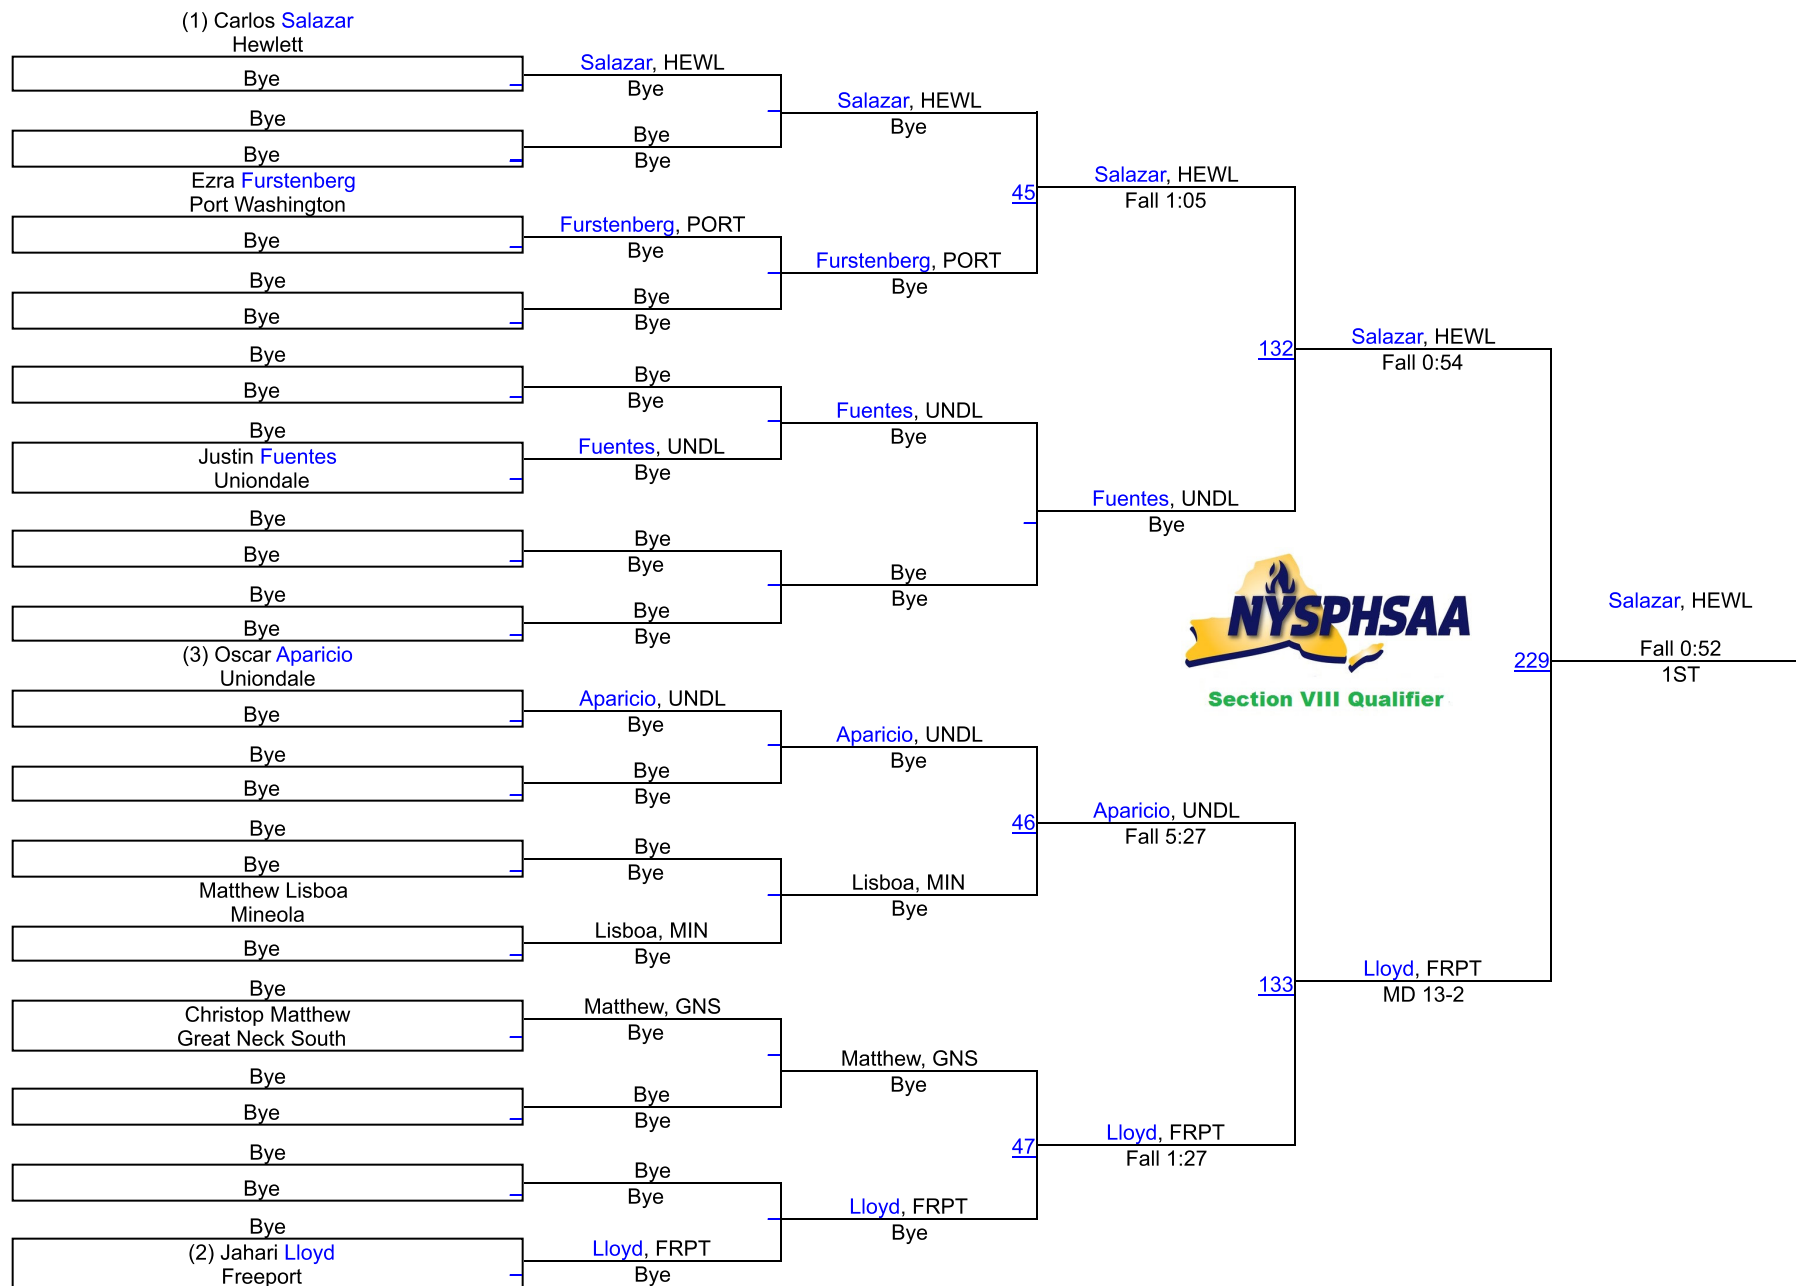 (1) Carlos Salazar
Hewlett
Bye
Bye
Bye
Ezra Furstenberg
Port Washington
Bye
Bye
Bye
Bye
Bye
Bye
Justin Fuentes
Uniondale
Bye
Bye
Bye
Bye
(3) Oscar Aparicio
Uniondale
Bye
Bye
Bye
Bye
Bye
Matthew Lisboa
Mineola
Bye
Bye
Christop Matthew
Great Neck South
Bye
Bye
Bye
Bye
Bye
(2) Jahari Lloyd
Freeport
Salazar, HEWL
Bye
Bye
Bye
Furstenberg, PORT
Bye
Bye
Bye
Bye
Bye
Fuentes, UNDL
Bye
Bye
Bye
Bye
Bye
Aparicio, UNDL
Bye
Bye
Bye
Bye
Bye
Lisboa, MIN
Bye
Matthew, GNS
Bye
Bye
Bye
Bye
Bye
Lloyd, FRPT
Bye
Salazar, HEWL
Bye
Furstenberg, PORT
Bye
Fuentes, UNDL
Bye
Bye
Bye
Aparicio, UNDL
Bye
Lisboa, MIN
Bye
Matthew, GNS
Bye
Lloyd, FRPT
Bye
45
Salazar, HEWL
Fall 1:05
Fuentes, UNDL
Bye
46
Aparicio, UNDL
Fall 5:27
47
Lloyd, FRPT
Fall 1:27
132
Salazar, HEWL
Fall 0:54
NYSPHSAA
Section VIII Qualifier
133
Lloyd, FRPT
MD 13-2
229
Salazar, HEWL
Fall 0:52
1ST